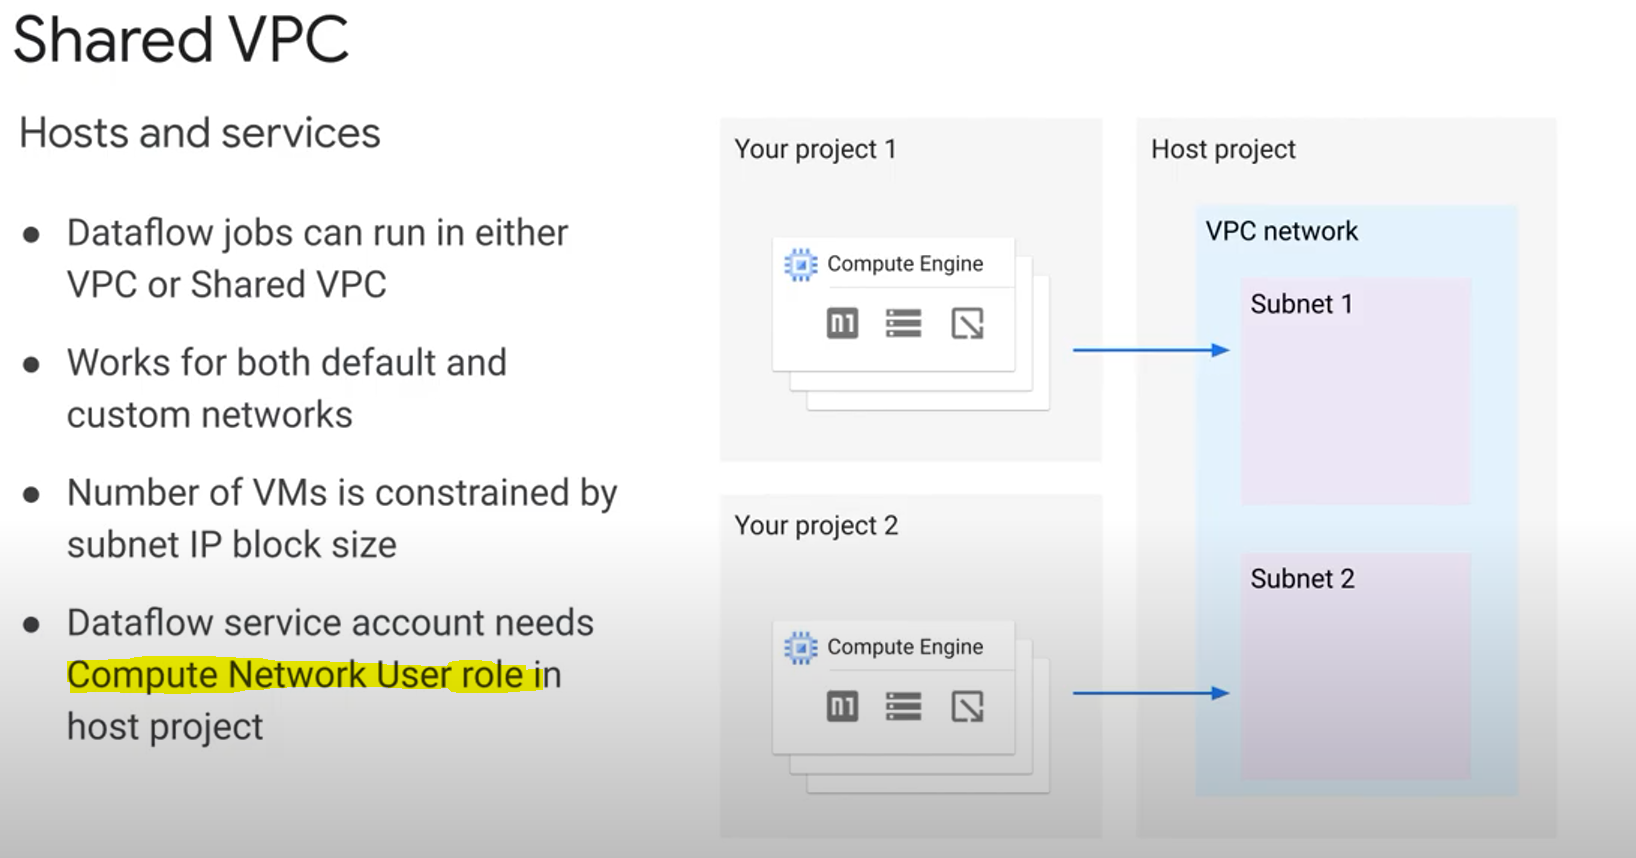 Shared VPC
Hosts and services
● Dataflow jobs can run in either
VPC or Shared VPC
● Works for both default and
custom networks
● Number of VMs is constrained by
subnet IP block size
● Dataflow service account needs
Compute Network User role in
host project
Your project 1
Compute Engine
n1
Your project 2
Compute Engine
n1
Host project
VPC network
Subnet 1
Subnet 2